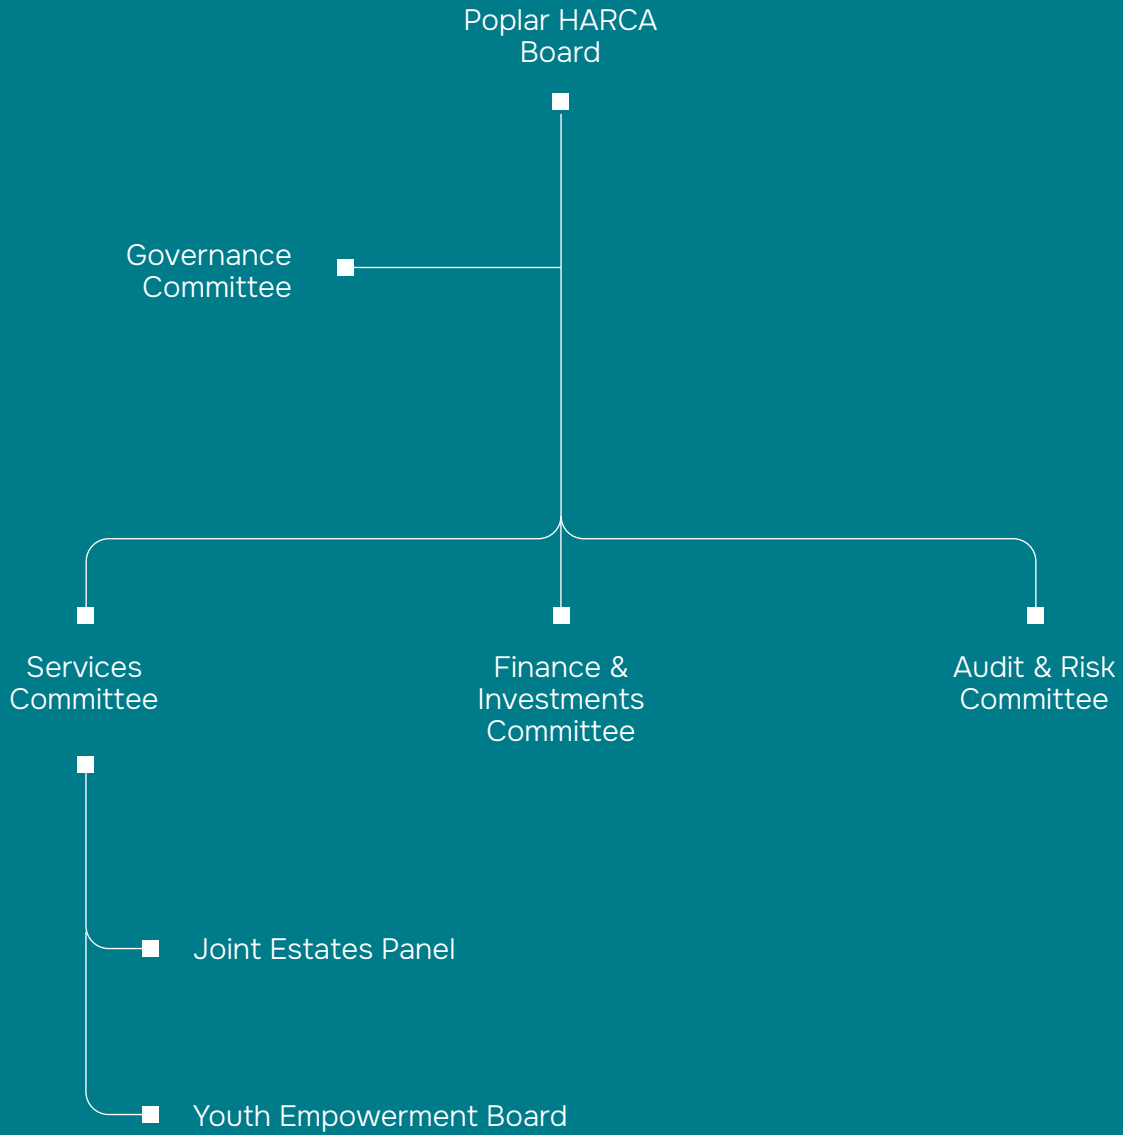 Poplar HARCA
Board
Governance
Committee
Services
Committee
Finance &
Investments
Committee
Audit & Risk
Committee
Joint Estates Panel
Youth Empowerment Board